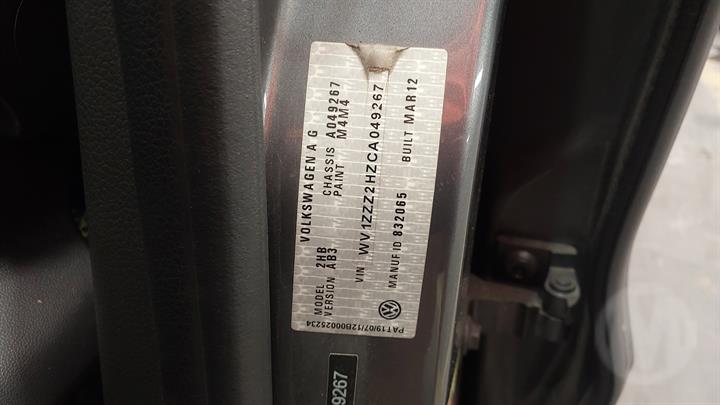 VOLKSWAGEN A G
MODEL 2HB CHASSIS A049267
VERSION AB3 PAINT M4M4
VIN WV1ZZZ2HZCA049267
MANUF ID 832065 BUILT MAR12
PAT19/07/12B00025234
9267